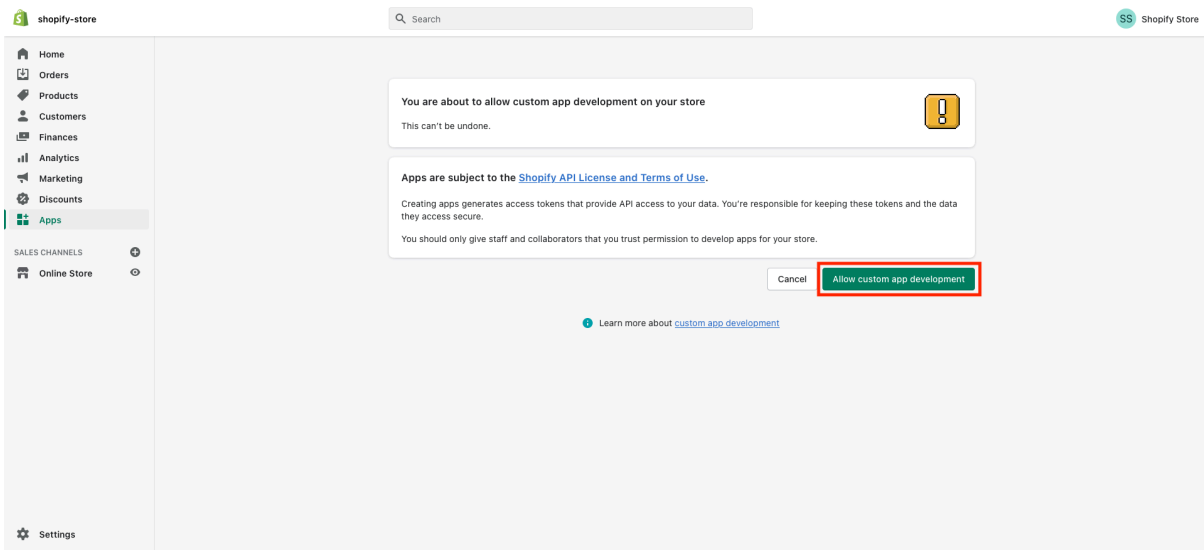 shopify-store
Search
SS Shopify Store
Home
Orders
Products
Customers
Finances
Analytics
Marketing
Discounts
Apps
SALES CHANNELS
Online Store
Settings
You are about to allow custom app development on your store
This can't be undone.
Apps are subject to the Shopify API License and Terms of Use.
Creating apps generates access tokens that provide API access to your data. You're responsible for keeping these tokens and the data
they access secure.
You should only give staff and collaborators that you trust permission to develop apps for your store.
Cancel Allow custom app development
Learn more about custom app development